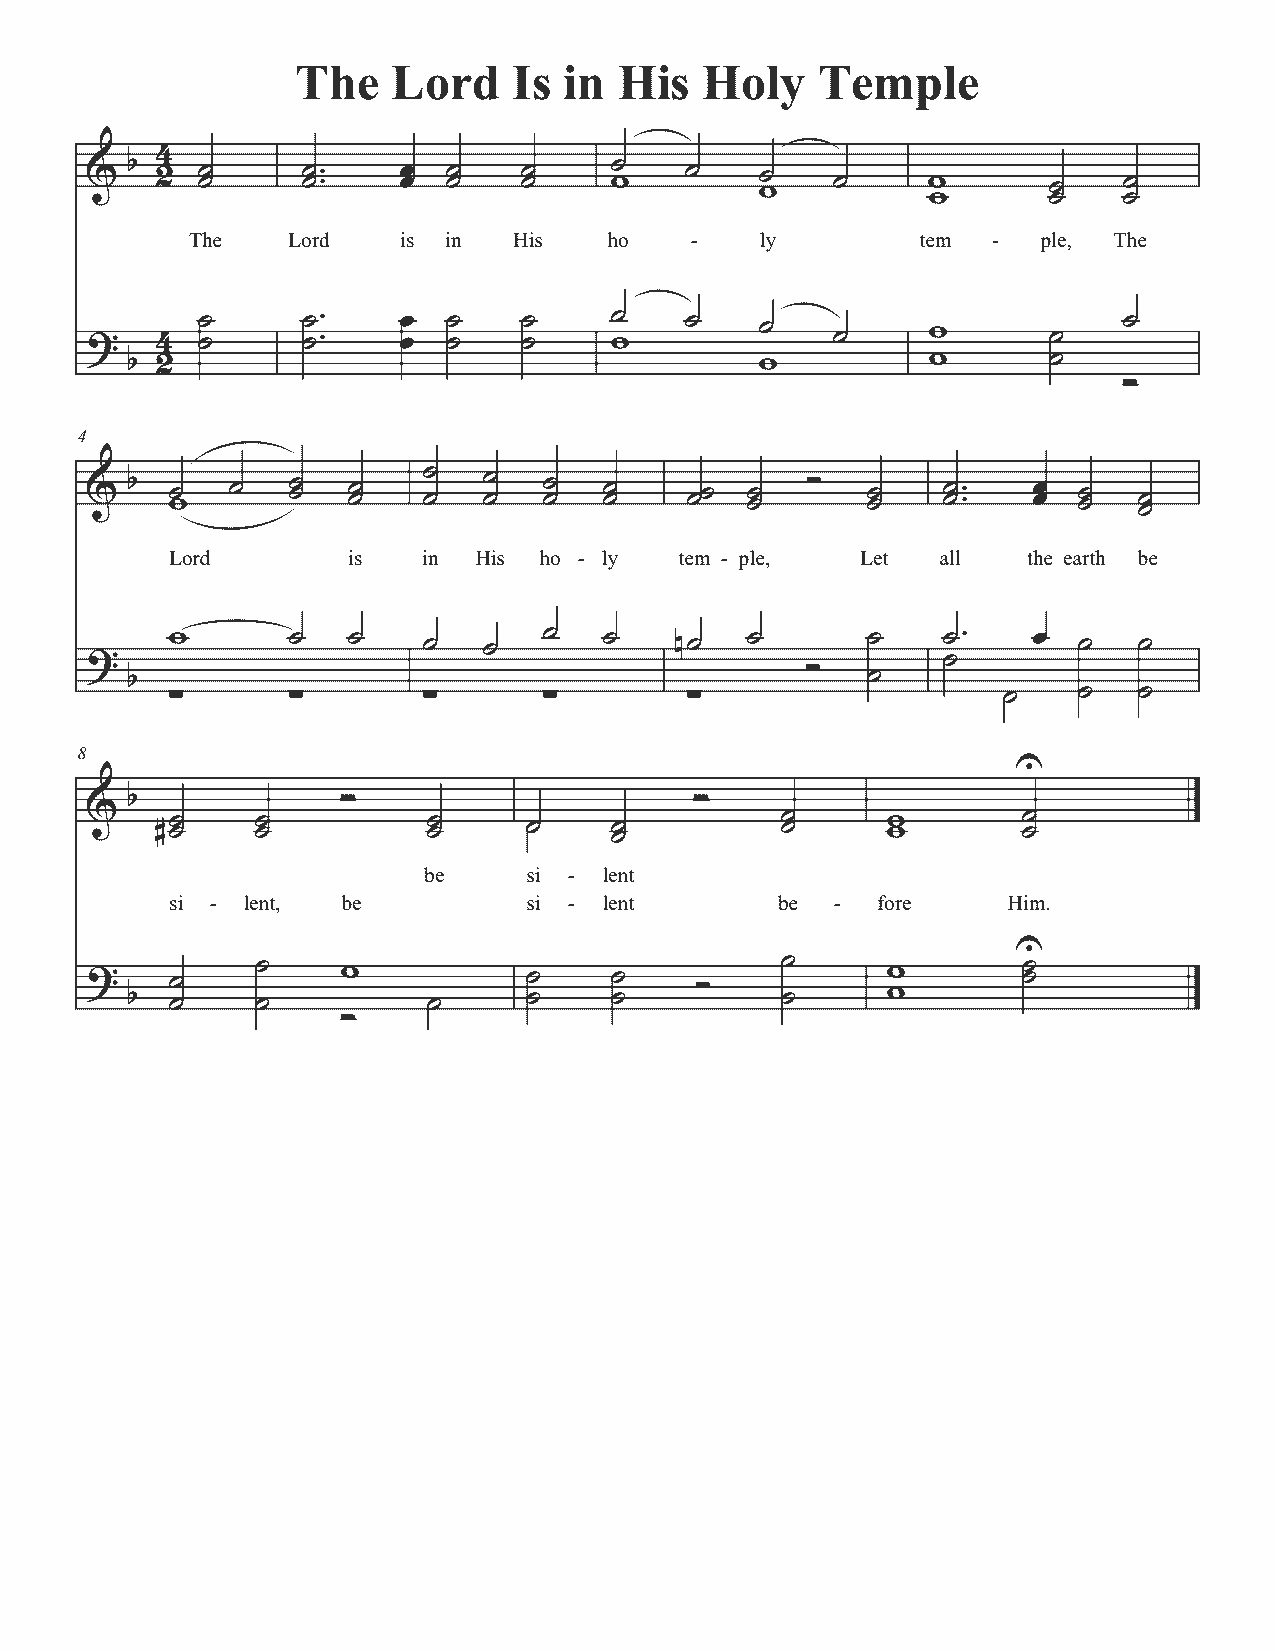 The Lord Is in His Holy Temple
4
2
The Lord is in His ho - ly tem - ple, The
4
2
4
Lord is in His ho - ly tem - ple, Let all the earth be
8
be si - lent
si - lent, be si - lent be - fore Him.